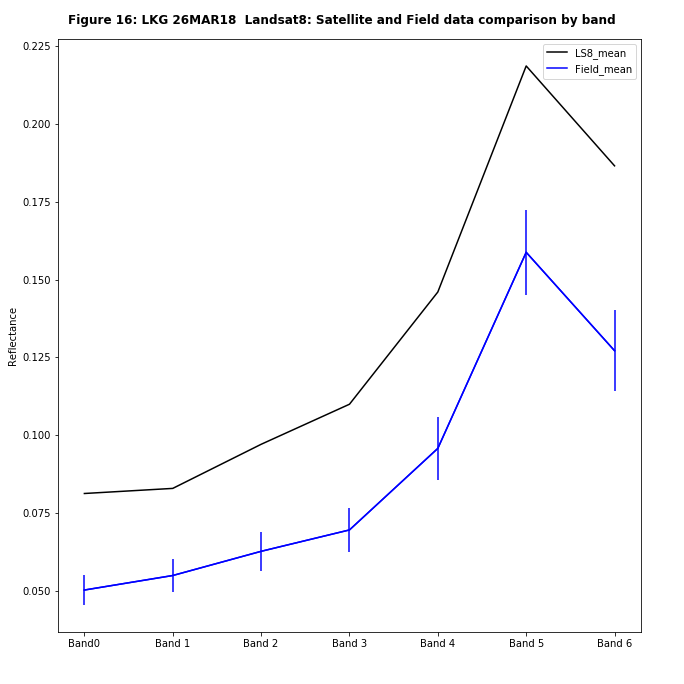 Figure 16: LKG 26MAR18  Landsat8: Satellite and Field data comparison by band
LS8_mean
Field_mean
0.225
0.200
0.175
0.150
0.125
0.100
0.075
0.050
Reflectance
Band0
Band 1
Band 2
Band 3
Band 4
Band 5
Band 6